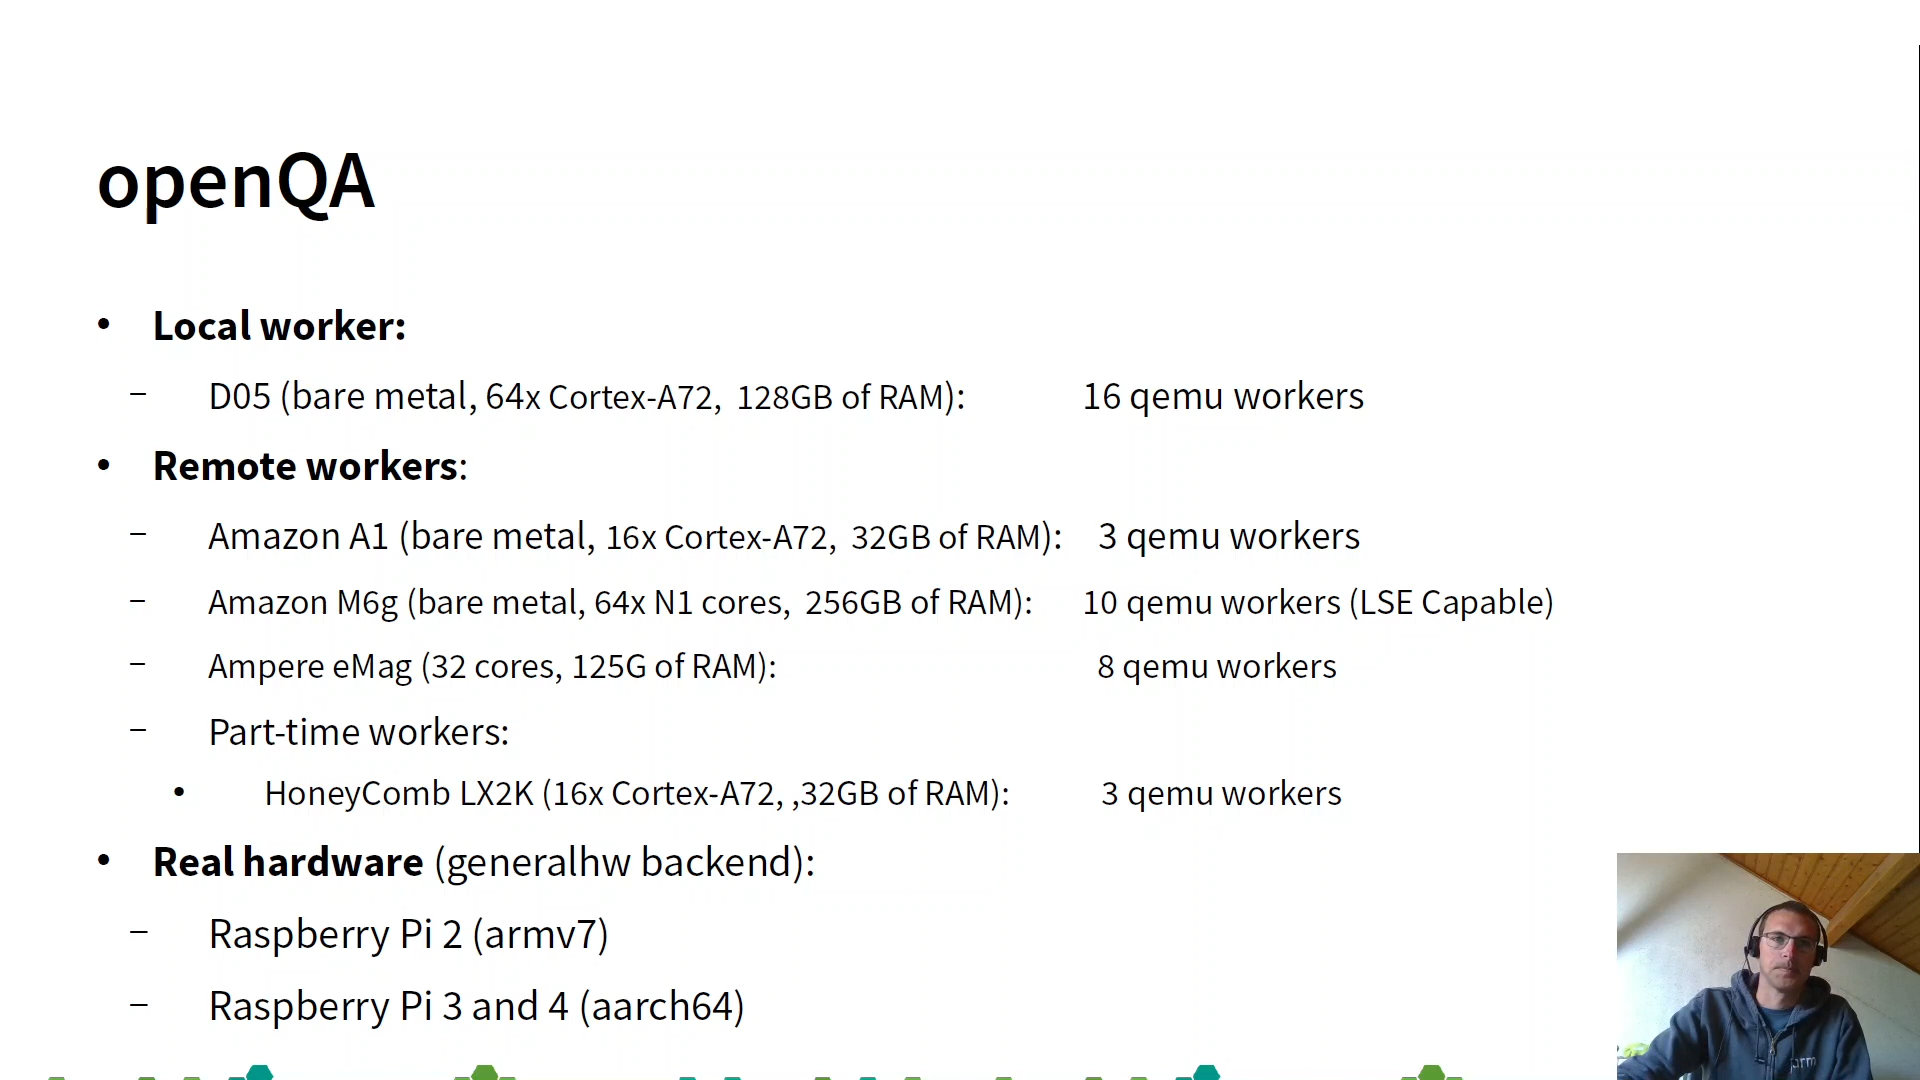 openQA
• Local worker:
– D05 (bare metal, 64x Cortex-A72, 128GB of RAM): 16 qemu workers
• Remote workers:
– Amazon A1 (bare metal, 16x Cortex-A72, 32GB of RAM): 3 qemu workers
– Amazon M6g (bare metal, 64x N1 cores, 256GB of RAM): 10 qemu workers (LSE Capable)
– Ampere eMag (32 cores, 125G of RAM): 8 qemu workers
– Part-time workers:
• HoneyComb LX2K (16x Cortex-A72, ,32GB of RAM): 3 qemu workers
• Real hardware (generalhw backend):
– Raspberry Pi 2 (armv7)
– Raspberry Pi 3 and 4 (aarch64)
arm